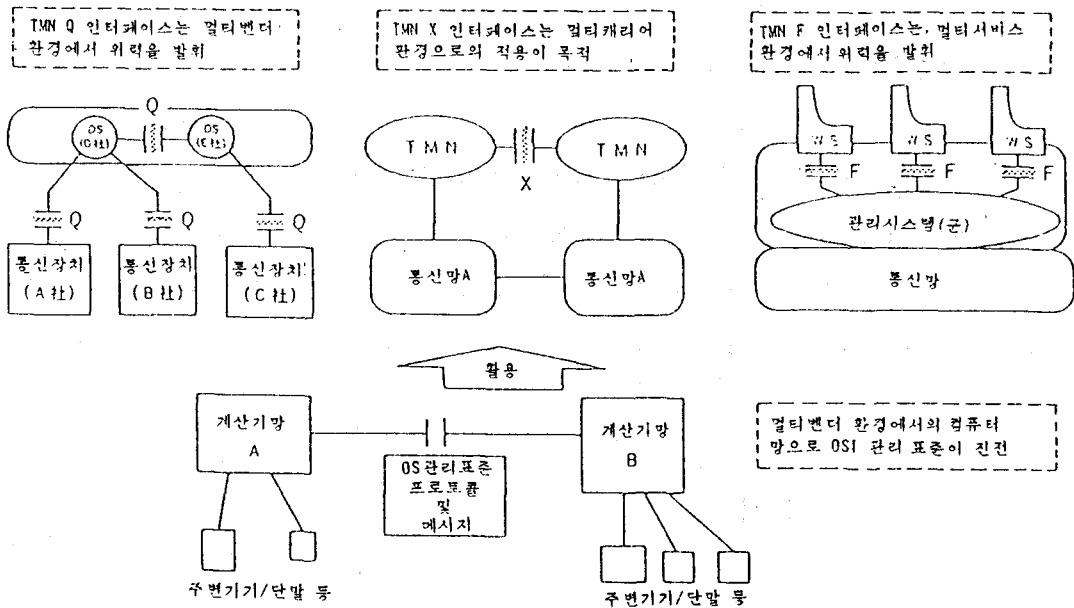 TMN Q 인터페이스는 멀티벤더
환경에서 위력을 발휘
Q
OS
OS
Q
Q
Q
통신장치
(A 社)
통신장치
(B 社)
통신장치
(C 社)
TMN X 인터페이스는 멀티캐리어
환경으로의 적용이 목적
TMN
TMN
X
통신망A
통신망A
TMN F 인터페이스는, 멀티서비스
환경에서 위력을 발휘
WS
WS
WS
F
F
F
관리시스템(군)
통신망
활용
계산기망
A
OS관리표준
프로토콜
및
메시지
계산기망
B
주변기기/단말 등
주변기기/단말 등
멀티벤더 환경에서의 컴퓨터
망으로 OSI 관리 표준이 진전